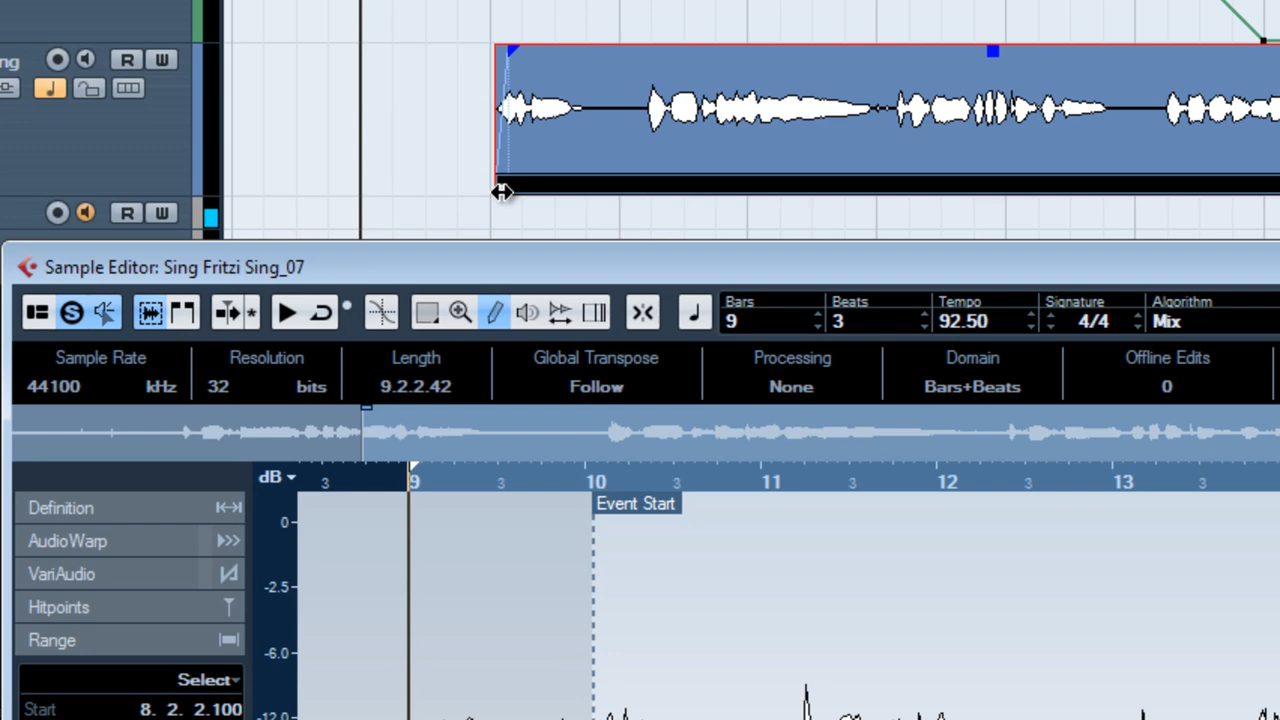 ng
R W
R W
Sample Editor: Sing Fritzi Sing_07
Bars Beats Tempo Signature Algorithm
9 3 92.50 4/4 Mix
Sample Rate Resolution Length Global Transpose Processing Domain Offline Edits
44100 kHz 32 bits 9.2.2.42 Follow None Bars+Beats 0
dB 3 9 3 10 3 11 3 12 3 13 3
Event Start
Definition
0
AudioWarp
VariAudio
-2.5
Hitpoints
Range
-6.0
Select
Start 8. 2. 2.100
-12.0